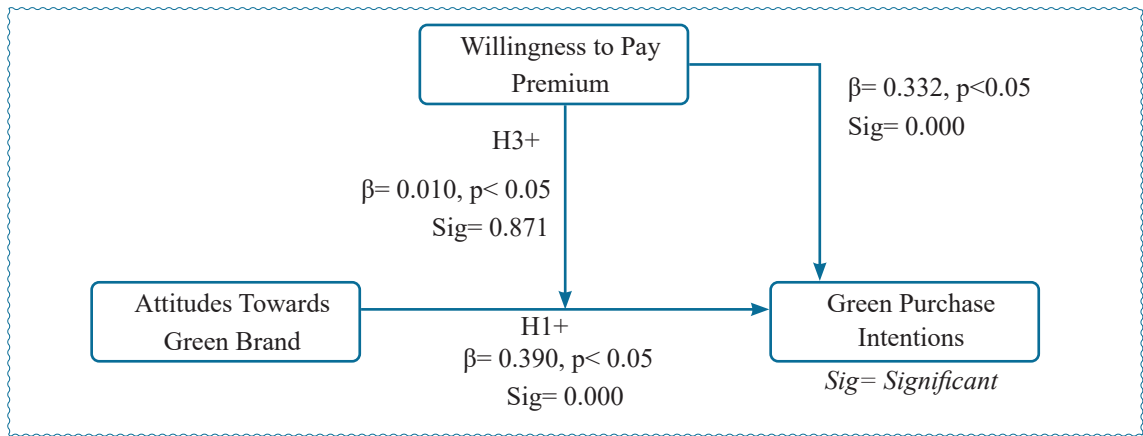 Willingness to Pay
Premium
β= 0.332, p<0.05
Sig= 0.000
H3+
β= 0.010, p< 0.05
Sig= 0.871
Attitudes Towards
Green Brand
H1+
β= 0.390, p< 0.05
Sig= 0.000
Green Purchase
Intentions
Sig= Significant